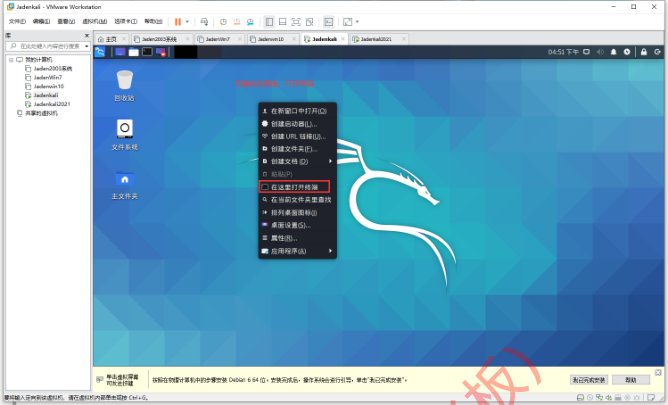 Jadenkali - VMware Workstation
文件(F) 编辑(E) 查看(V) 虚拟机(M) 选项卡(T) 帮助(H)
库
在此处键入内容进行搜索
我的计算机
Jaden2003系统
JadenWin7
Jadenwin10
Jadenkali
Jadenkali2021
共享的虚拟机
主页 Jaden2003系统 JadenWin7 Jadenwin10 Jadenkali Jadenkali2021
04:51 下午
回收站
文件系统
主文件夹
在新窗口中打开(O)
创建启动器(L)...
创建 URL 链接(U)...
创建文件夹(F)...
创建文档(D)
粘贴(P)
在这里打开终端
在当前文件夹里查找
排列桌面图标(I)
桌面设置(S)...
属性(R)...
应用程序(A)
单击虚拟屏幕
可发送按键
按照在物理计算机中的步骤安装 Debian 6 64 位。安装完成后，操作系统会进行引导，单击“我已完成安装”。
我已完成安装
帮助
要将输入定向到该虚拟机，请在虚拟机内部单击或按 Ctrl+G。
板）